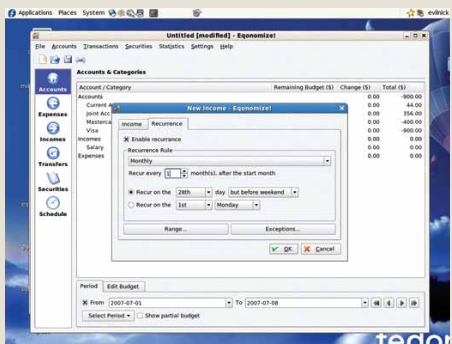 Applications Places System evilnick
Untitled [modified] - Eqonomize!
File Accounts Transactions Securities Statistics Settings Help
Accounts & Categories
Accounts
Expenses
Incomes
Transfers
Securities
Schedule
Account / Category Remaining Budget ($) Change ($) Total ($)
Accounts 0.00 -900.00
Current A 0.00 44.00
Joint Acc 0.00 356.00
Masterca 0.00 -400.00
Visa 0.00 -900.00
Incomes 0.00 0.00
Salary 0.00 0.00
Expenses 0.00 0.00
New Income - Eqonomize!
Income Recurrence
Enable recurrance
Recurrence Rule
Monthly
Recur every 1 month(s), after the start month
Recur on the 28th day but before weekend
Recur on the 1st Monday
Range... Exceptions...
OK Cancel
Period Edit Budget
From 2007-07-01 To 2007-07-08
Select Period Show partial budget